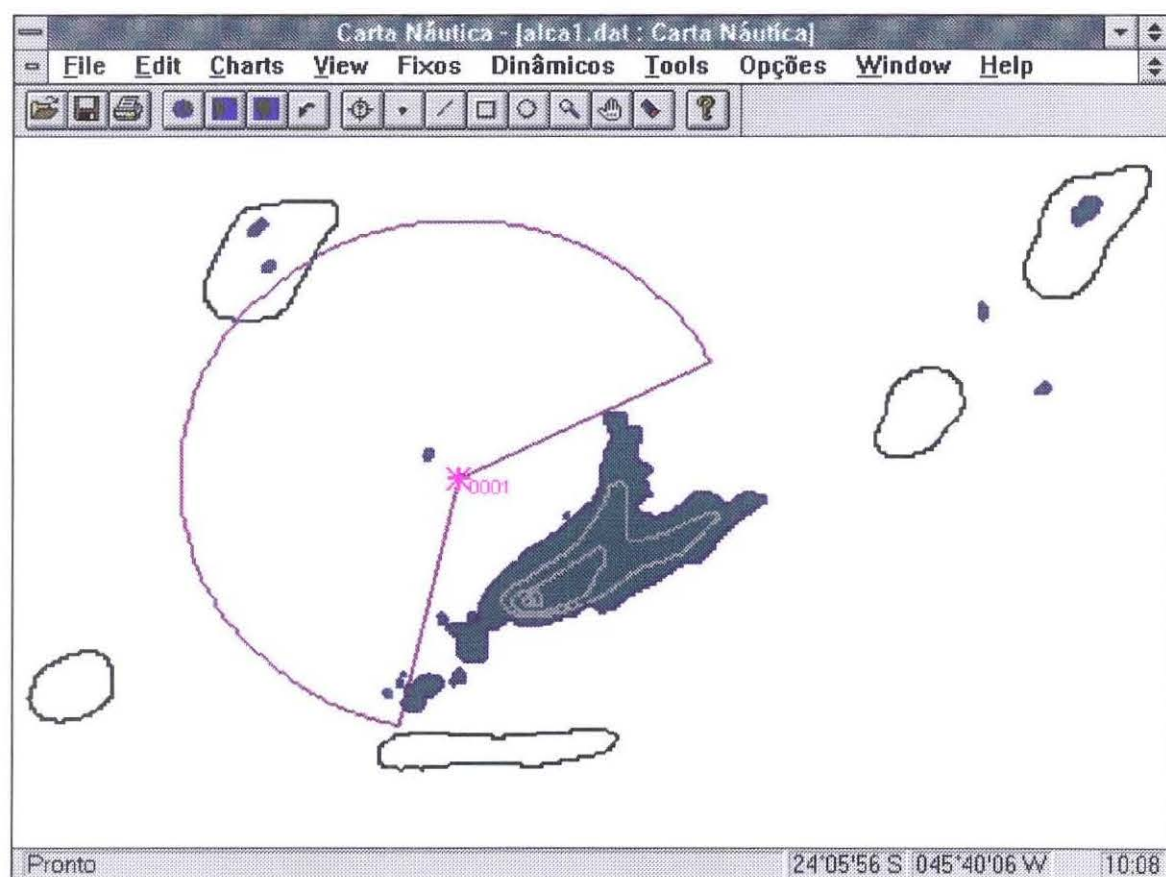 Carta Náutica - [alca1.dat : Carta Náutica]
File Edit Charts View Fixos Dinâmicos Tools Opções Window Help
0001
Pronto 24°05'56 S 045°40'06 W 10:08